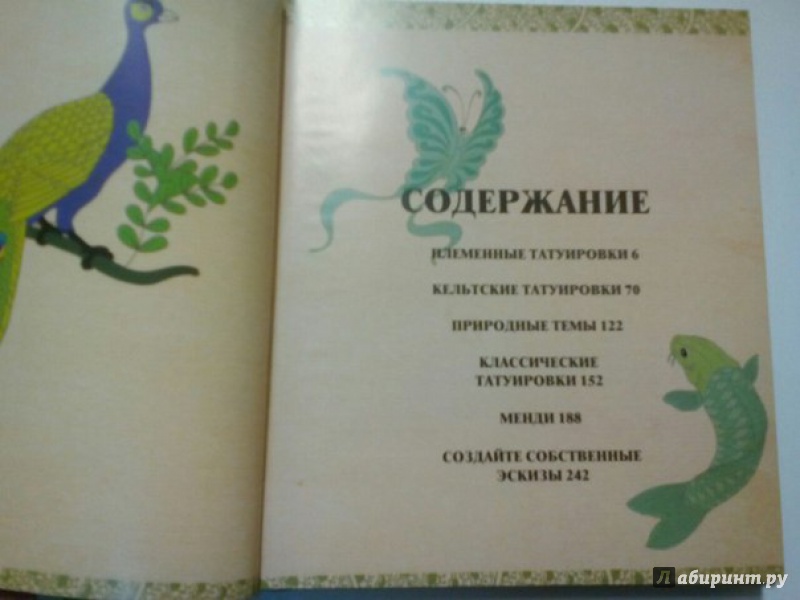 СОДЕРЖАНИЕ
ПЛЕМЕННЫЕ ТАТУИРОВКИ 6
КЕЛЬТСКИЕ ТАТУИРОВКИ 70
ПРИРОДНЫЕ ТЕМЫ 122
КЛАССИЧЕСКИЕ
ТАТУИРОВКИ 152
МЕНДИ 188
СОЗДАЙТЕ СОБСТВЕННЫЕ
ЭСКИЗЫ 242
Лабиринт.ру